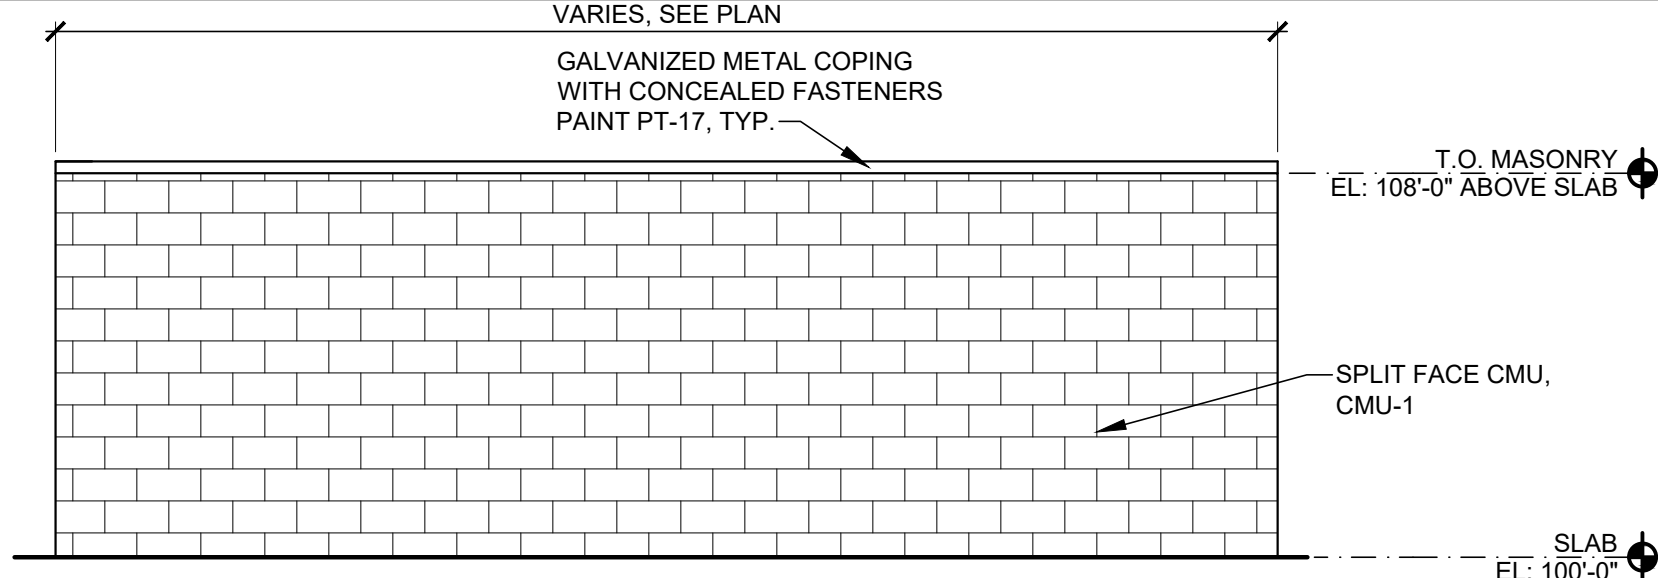 VARIES, SEE PLAN
GALVANIZED METAL COPING
WITH CONCEALED FASTENERS
PAINT PT-17, TYP.
T.O. MASONRY
EL: 108'-0" ABOVE SLAB
SPLIT FACE CMU,
CMU-1
SLAB
EL: 100'-0"